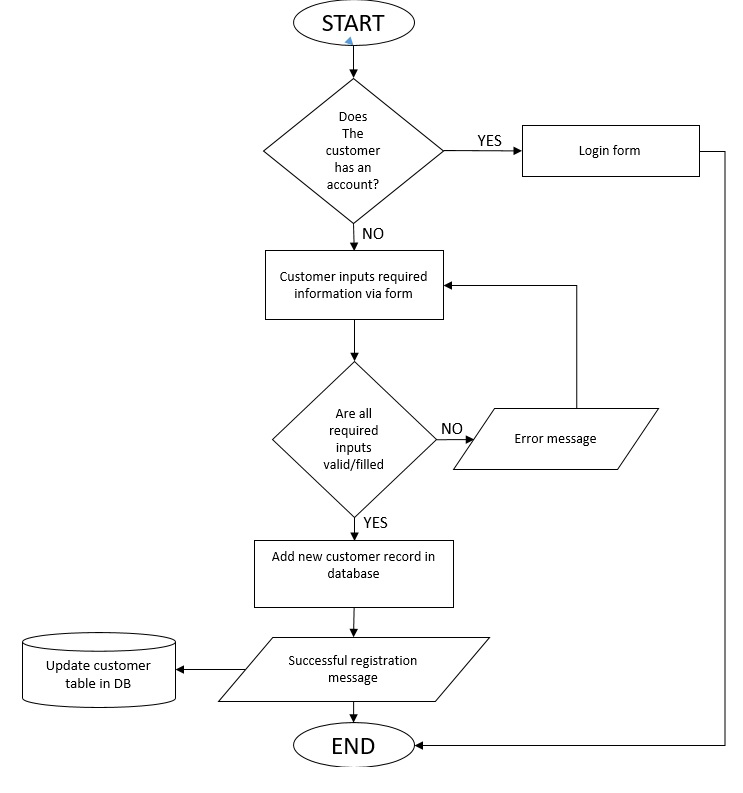 START
Does
The
customer
has an
account?
YES
Login form
NO
Customer inputs required
information via form
Are all
required
inputs
valid/filled
NO
Error message
YES
Add new customer record in
database
Successful registration
message
Update customer
table in DB
END